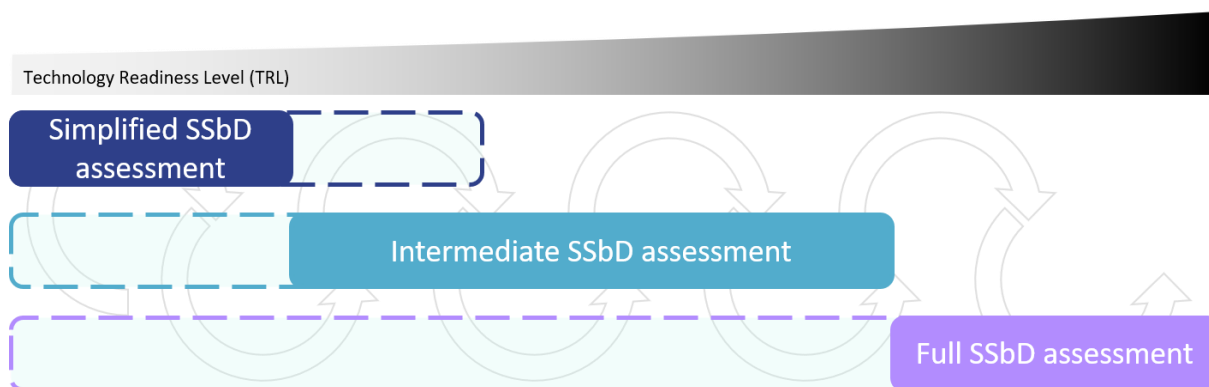 Technology Readiness Level (TRL)
Simplified SSbD
assessment
Intermediate SSbD assessment
Full SSbD assessment